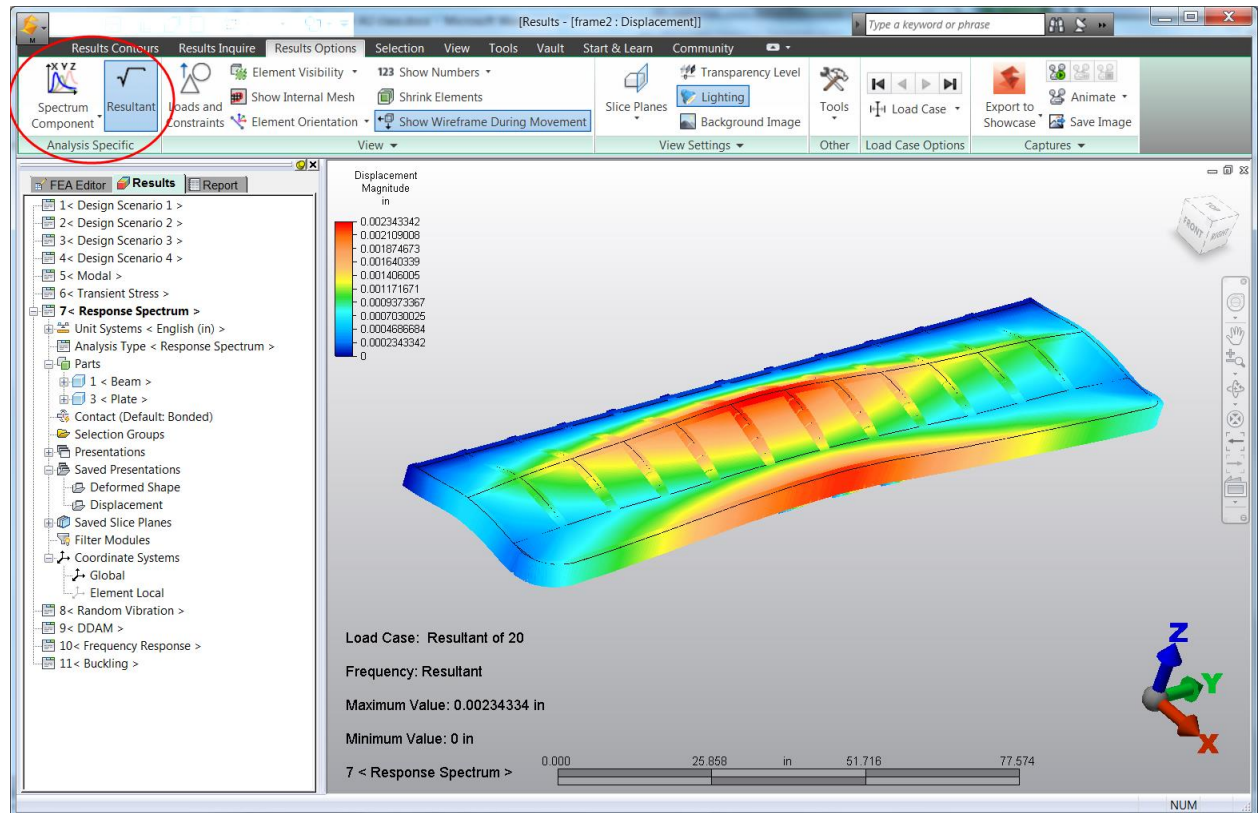 [Results - [frame2 : Displacement]]
Type a keyword or phrase
M
Results Contours Results Inquire Results Options Selection View Tools Vault Start & Learn Community
Spectrum Component
Resultant
Analysis Specific
Loads and Constraints
Element Visibility
Show Internal Mesh
Element Orientation
123 Show Numbers
Shrink Elements
Show Wireframe During Movement
View
Slice Planes
Transparency Level
Lighting
Background Image
View Settings
Tools
Other
Load Case
Load Case Options
Export to Showcase
Animate
Save Image
Captures
FEA Editor Results Report
1< Design Scenario 1 >
2< Design Scenario 2 >
3< Design Scenario 3 >
4< Design Scenario 4 >
5< Modal >
6< Transient Stress >
7< Response Spectrum >
Unit Systems < English (in) >
Analysis Type < Response Spectrum >
Parts
1 < Beam >
3 < Plate >
Contact (Default: Bonded)
Selection Groups
Presentations
Saved Presentations
Deformed Shape
Displacement
Saved Slice Planes
Filter Modules
Coordinate Systems
Global
Element Local
8< Random Vibration >
9< DDAM >
10< Frequency Response >
11< Buckling >
Displacement
Magnitude
in
0.002343342
0.002109008
0.001874673
0.001640339
0.001406005
0.001171671
0.0009373367
0.0007030025
0.0004686684
0.0002343342
0
TOP
FRONT
RIGHT
Load Case: Resultant of 20
Frequency: Resultant
Maximum Value: 0.00234334 in
Minimum Value: 0 in
7 < Response Spectrum >
0.000 25.858 in 51.716 77.574
Z
Y
X
NUM